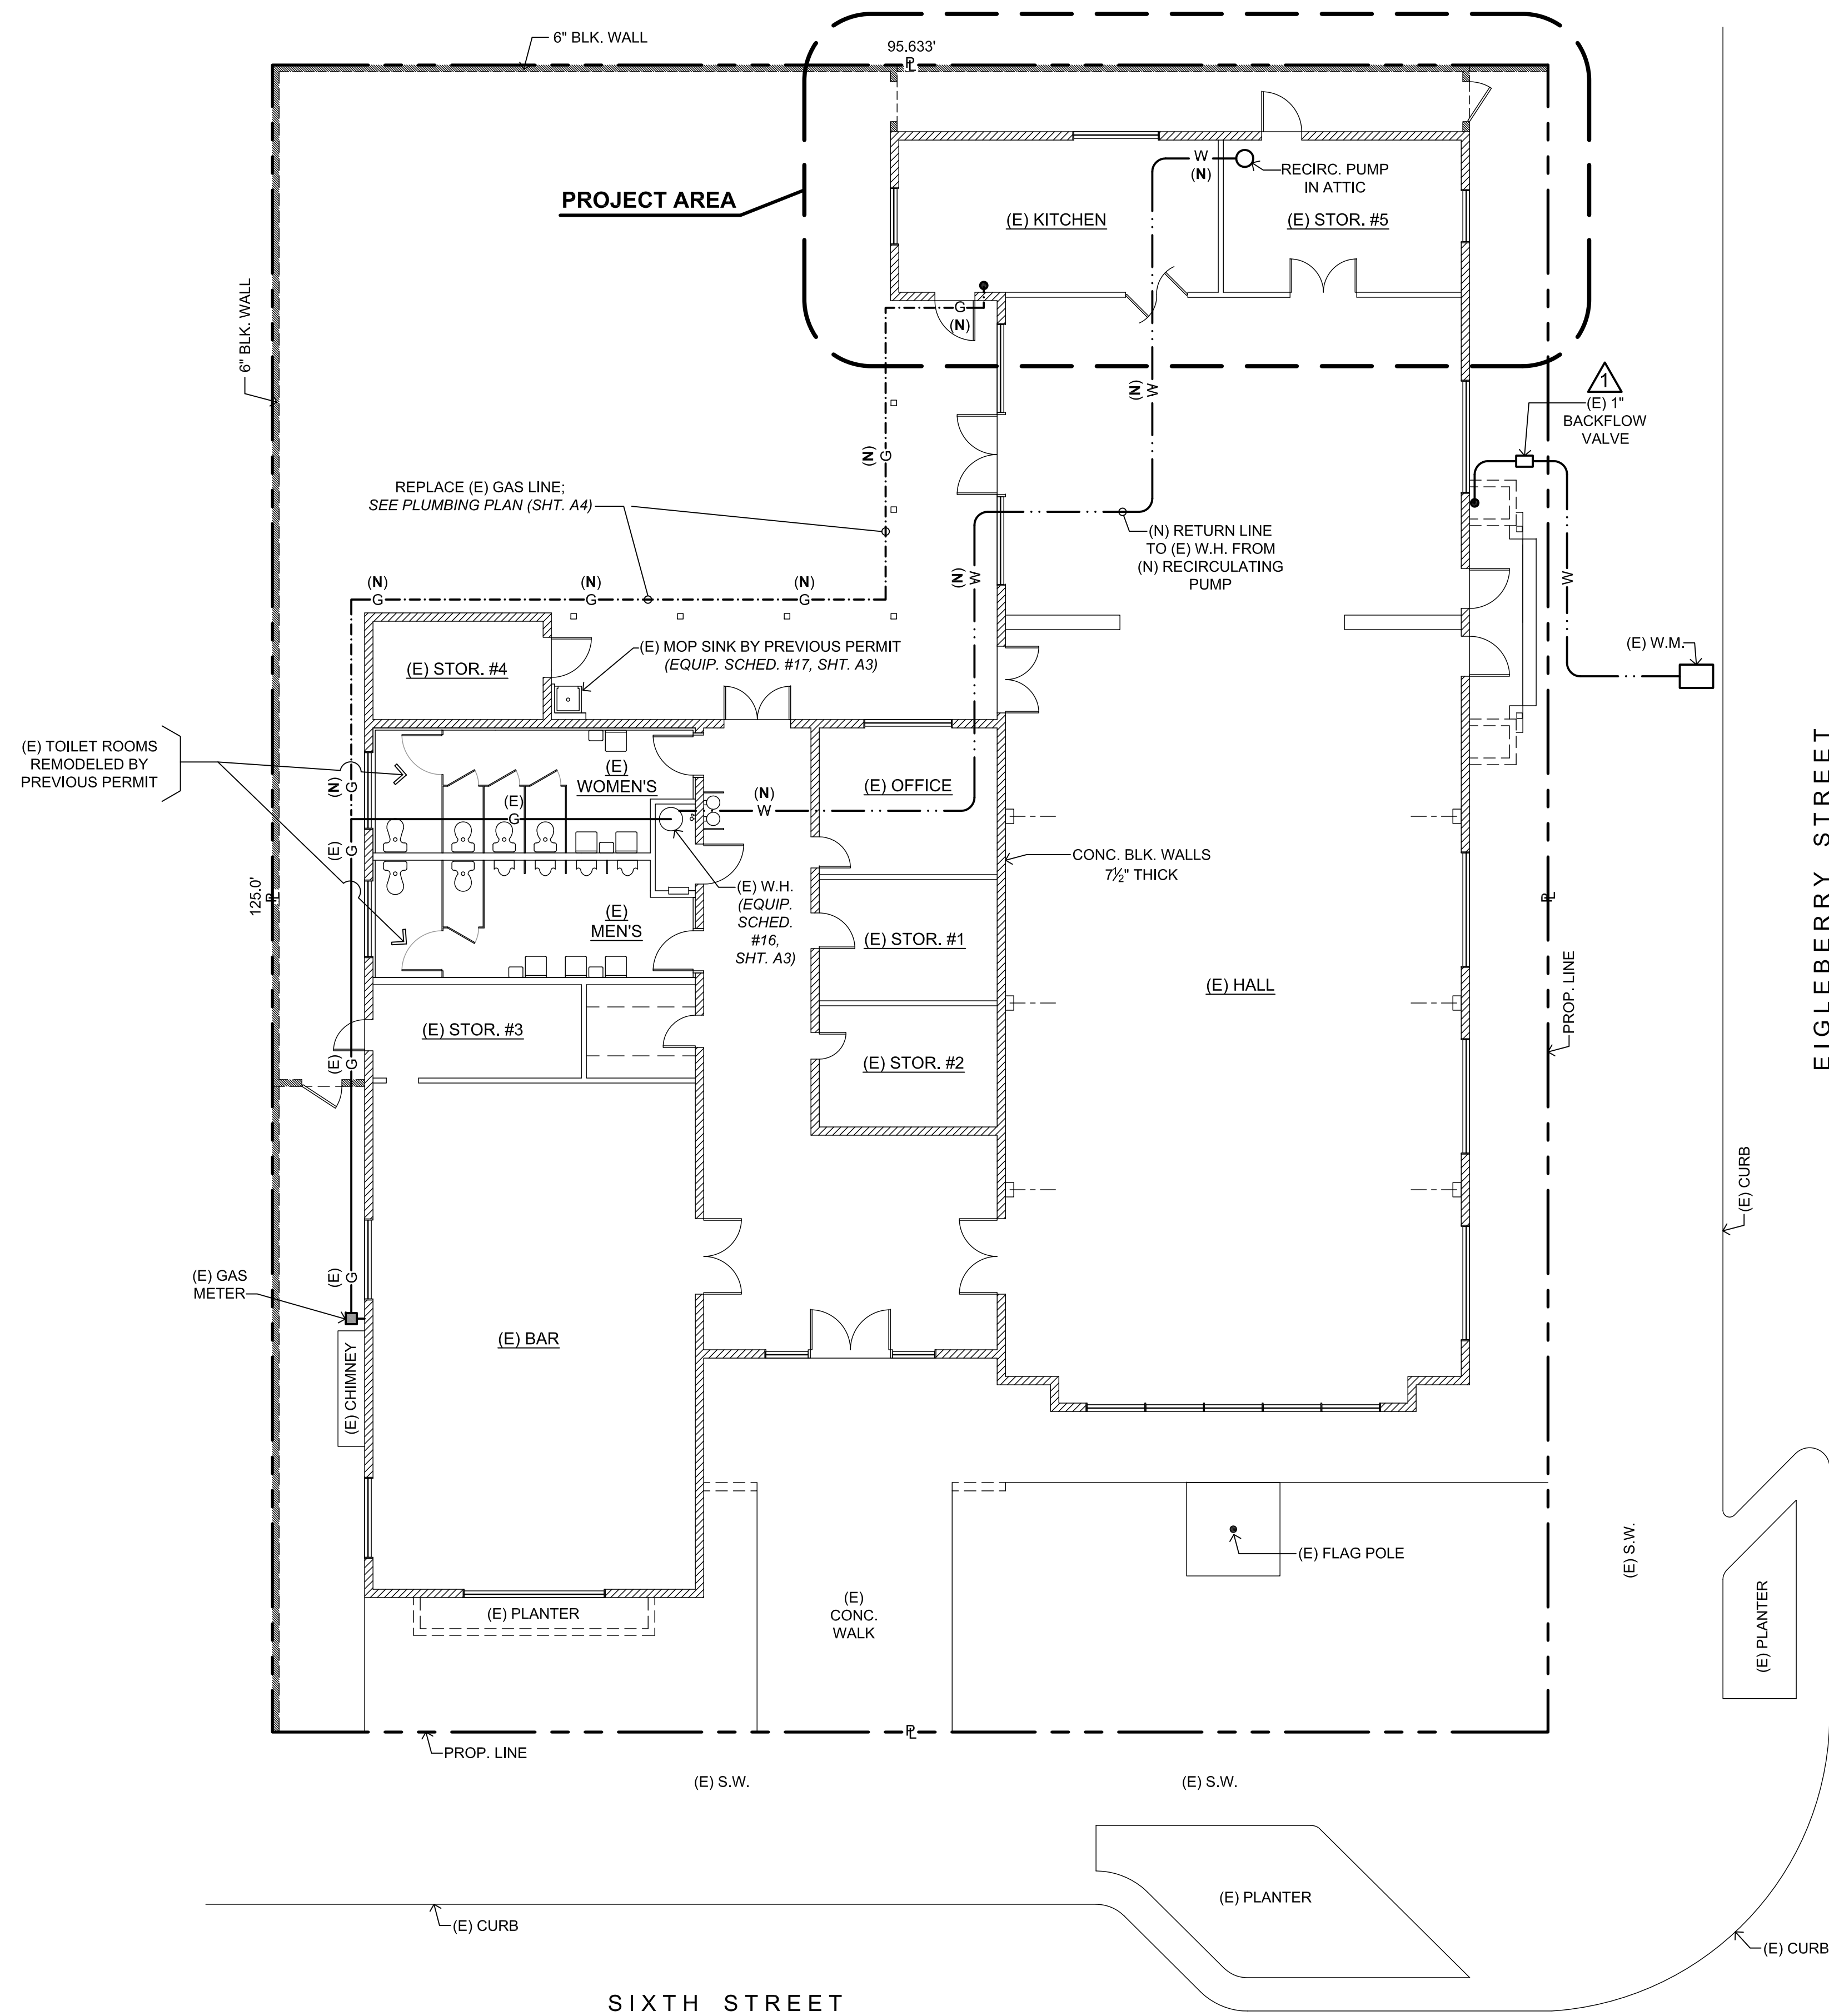 6" BLK. WALL
95.633'
PL
PROJECT AREA
W
(N)
RECIRC. PUMP
IN ATTIC
(E) KITCHEN
(E) STOR. #5
6" BLK. WALL
G
(N)
(N)
W
1
(E) 1"
BACKFLOW
VALVE
(N)
G
REPLACE (E) GAS LINE;
SEE PLUMBING PLAN (SHT. A4)
(N) RETURN LINE
TO (E) W.H. FROM
(N) RECIRCULATING
PUMP
(N)
G
(N)
G
(N)
G
(N)
W
W
(E) W.M.
(E) MOP SINK BY PREVIOUS PERMIT
(EQUIP. SCHED. #17, SHT. A3)
(E) STOR. #4
(E) TOILET ROOMS
REMODELED BY
PREVIOUS PERMIT
(N)
G
(E)
WOMEN'S
(E)
G
(N)
W
(E) OFFICE
(E)
G
CONC. BLK. WALLS
7½" THICK
125.0'
PL
PL
(E) W.H.
(EQUIP.
SCHED.
#16,
SHT. A3)
(E)
MEN'S
(E) STOR. #1
(E) HALL
PROP. LINE
EIGLEBERRY STREET
(E) STOR. #3
(E)
G
(E) STOR. #2
(E) CURB
(E)
G
(E) GAS
METER
(E) BAR
(E) CHIMNEY
(E) FLAG POLE
(E) S.W.
(E) PLANTER
(E)
CONC.
WALK
(E) PLANTER
PL
PROP. LINE
(E) S.W.
(E) S.W.
(E) PLANTER
(E) CURB
(E) CURB
SIXTH STREET